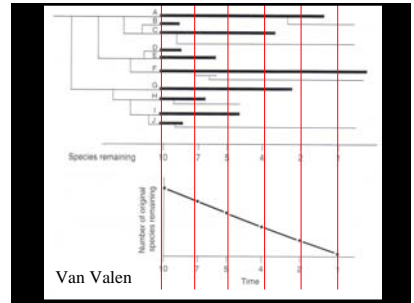 A
B
C
D
E
F
G
H
I
J
Species remaining
10 7 5 4 2 1
Number of original
species remaining
10 7 5 4 2 1
Time
Van Valen